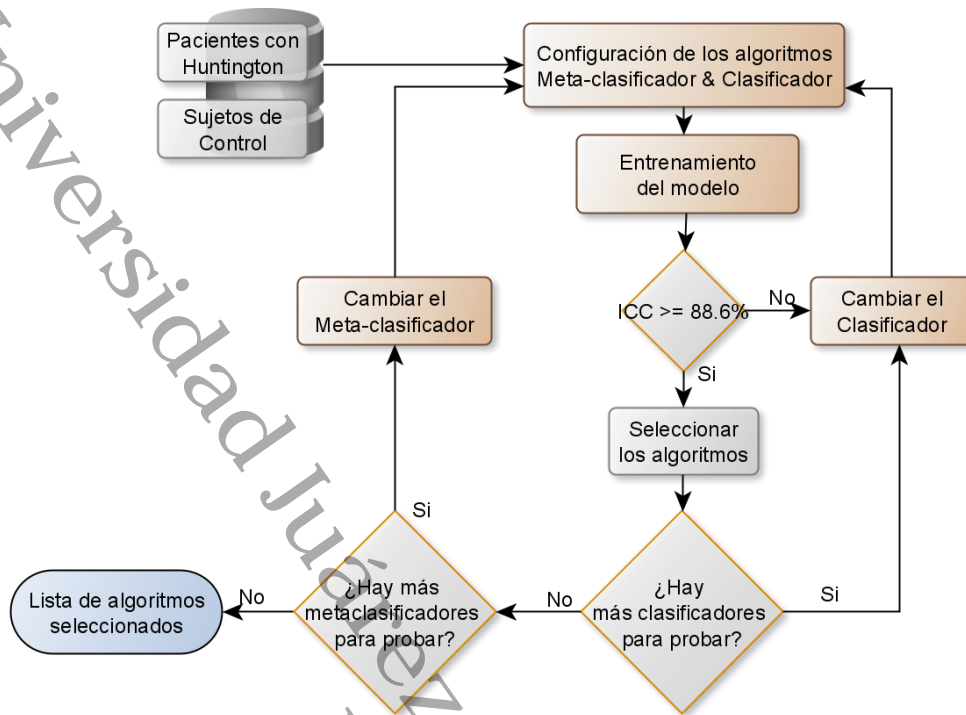 Pacientes con
Huntington
Sujetos de
Control
Configuración de los algoritmos
Meta-clasificador & Clasificador
Entrenamiento
del modelo
ICC >= 88.6%
No
Cambiar el
Clasificador
Cambiar el
Meta-clasificador
Si
Seleccionar
los algoritmos
Si
¿Hay más
metaclasificadores
para probar?
No
¿Hay
más clasificadores
para probar?
Si
No
Lista de algoritmos
seleccionados
Universidad Juárez